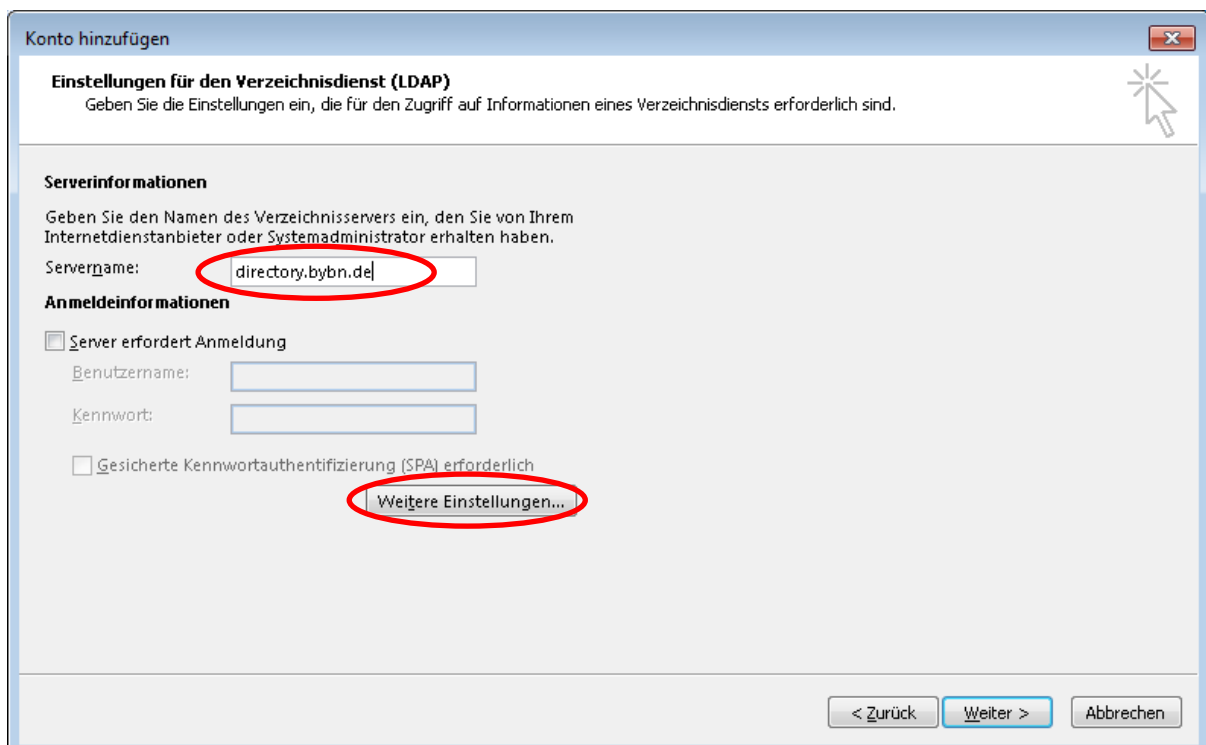 Konto hinzufügen
Einstellungen für den Verzeichnisdienst (LDAP)
Geben Sie die Einstellungen ein, die für den Zugriff auf Informationen eines Verzeichnisdiensts erforderlich sind.
Serverinformationen
Geben Sie den Namen des Verzeichnisservers ein, den Sie von Ihrem
Internetdienstanbieter oder Systemadministrator erhalten haben.
Servername: directory.bybn.de
Anmeldeinformationen
Server erfordert Anmeldung
Benutzername:
Kennwort:
Gesicherte Kennwortauthentifizierung (SPA) erforderlich
Weitere Einstellungen...
< Zurück Weiter > Abbrechen